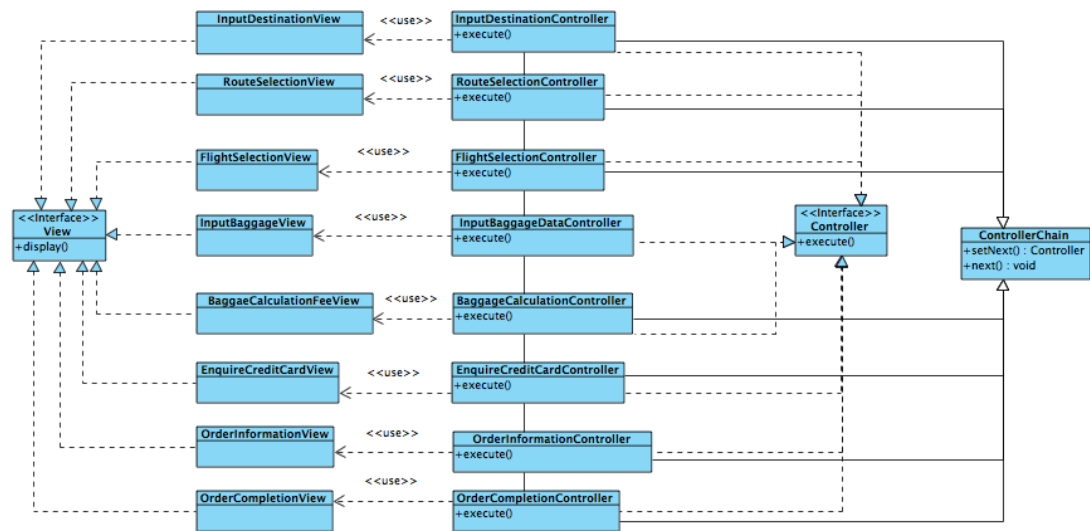 InputDestinationView
<<use>>
InputDestinationController
+execute()
RouteSelectionView
<<use>>
RouteSelectionController
+execute()
FlightSelectionView
<<use>>
FlightSelectionController
+execute()
<<Interface>>
View
+display()
InputBaggageView
<<use>>
InputBaggageDataController
+execute()
<<Interface>>
Controller
+execute()
ControllerChain
+setNext() : Controller
+next() : void
BaggaeCalculationFeeView
<<use>>
BaggageCalculationController
+execute()
EnquireCreditCardView
<<use>>
EnquireCreditCardController
+execute()
OrderInformationView
<<use>>
OrderInformationController
+execute()
OrderCompletionView
<<use>>
OrderCompletionController
+execute()